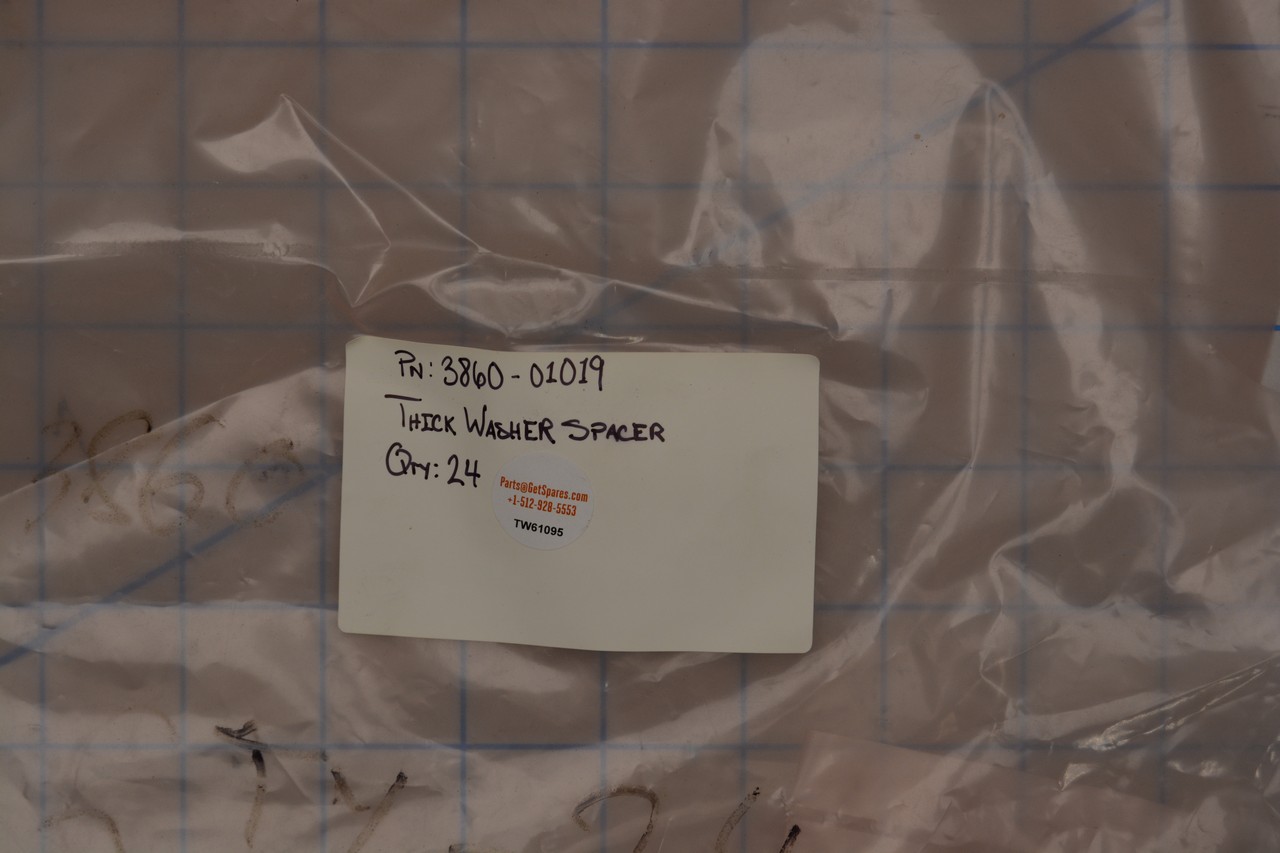 PN: 3860-01019
THICK WASHER SPACER
QTY: 24
Parts@GetSpares.com
+1-512-928-5553
TW61095